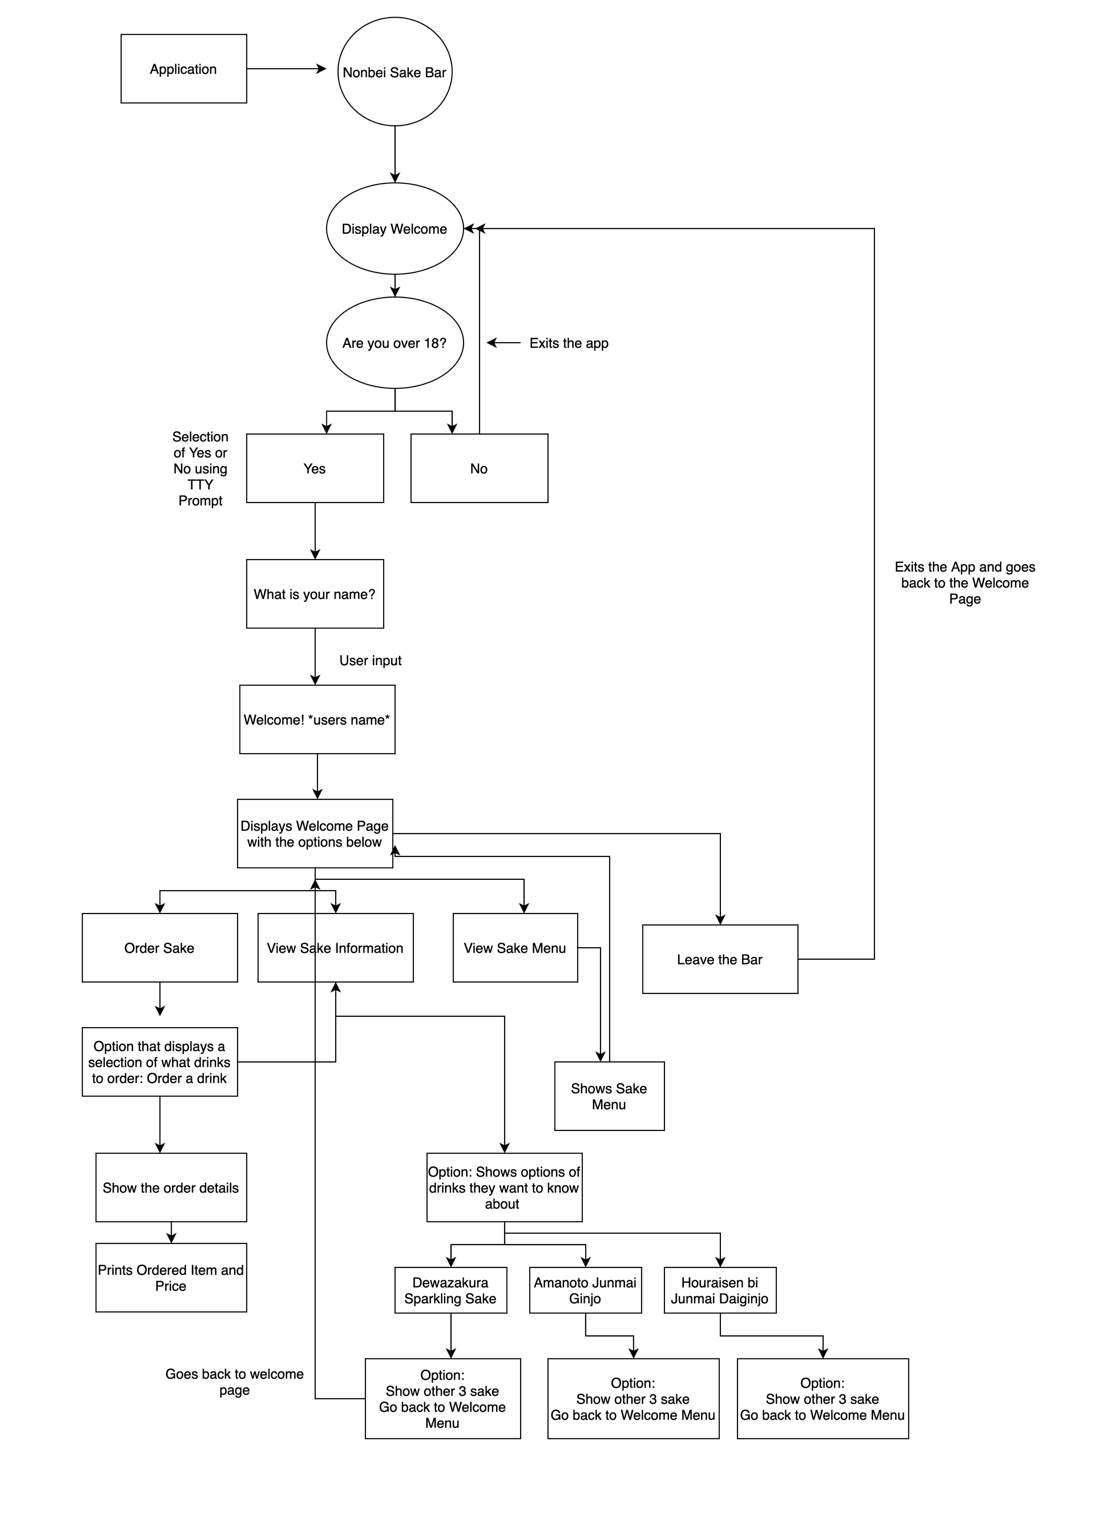 Application
Nonbei Sake Bar
Display Welcome
Are you over 18?
Exits the app
Selection
of Yes or
No using
TTY
Prompt
Yes
No
What is your name?
Exits the App and goes
back to the Welcome
Page
User input
Welcome! *users name*
Displays Welcome Page
with the options below
Order Sake
View Sake Information
View Sake Menu
Leave the Bar
Option that displays a
selection of what drinks
to order: Order a drink
Shows Sake
Menu
Show the order details
Option: Shows options of
drinks they want to know
about
Prints Ordered Item and
Price
Dewazakura
Sparkling Sake
Amanoto Junmai
Ginjo
Houraisen bi
Junmai Daiginjo
Goes back to welcome
page
Option:
Show other 3 sake
Go back to Welcome
Menu
Option:
Show other 3 sake
Go back to Welcome Menu
Option:
Show other 3 sake
Go back to Welcome Menu